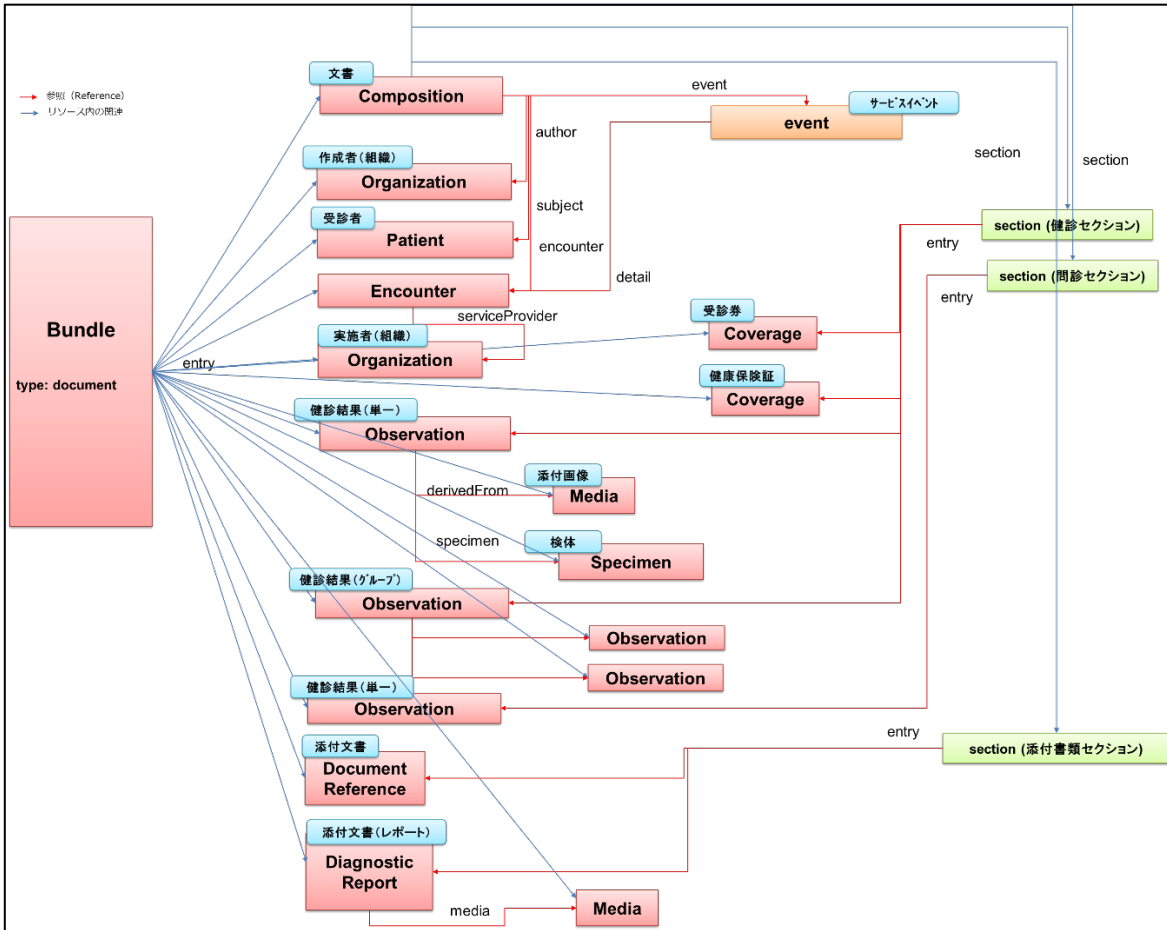 参照（Reference）
リソース内の関連
文書
Composition
event
サービスイベント
event
author
section
section
作成者(組織)
Organization
subject
受診者
Patient
encounter
section (健診セクション)
entry
detail
section (問診セクション)
entry
Encounter
serviceProvider
Bundle
type: document
entry
実施者(組織)
Organization
受診券
Coverage
健康保険証
Coverage
健診結果(単一)
Observation
derivedFrom
添付画像
Media
specimen
検体
Specimen
健診結果(グループ)
Observation
Observation
Observation
健診結果(単一)
Observation
entry
section (添付書類セクション)
添付文書
Document
Reference
添付文書(レポート)
Diagnostic
Report
media
Media